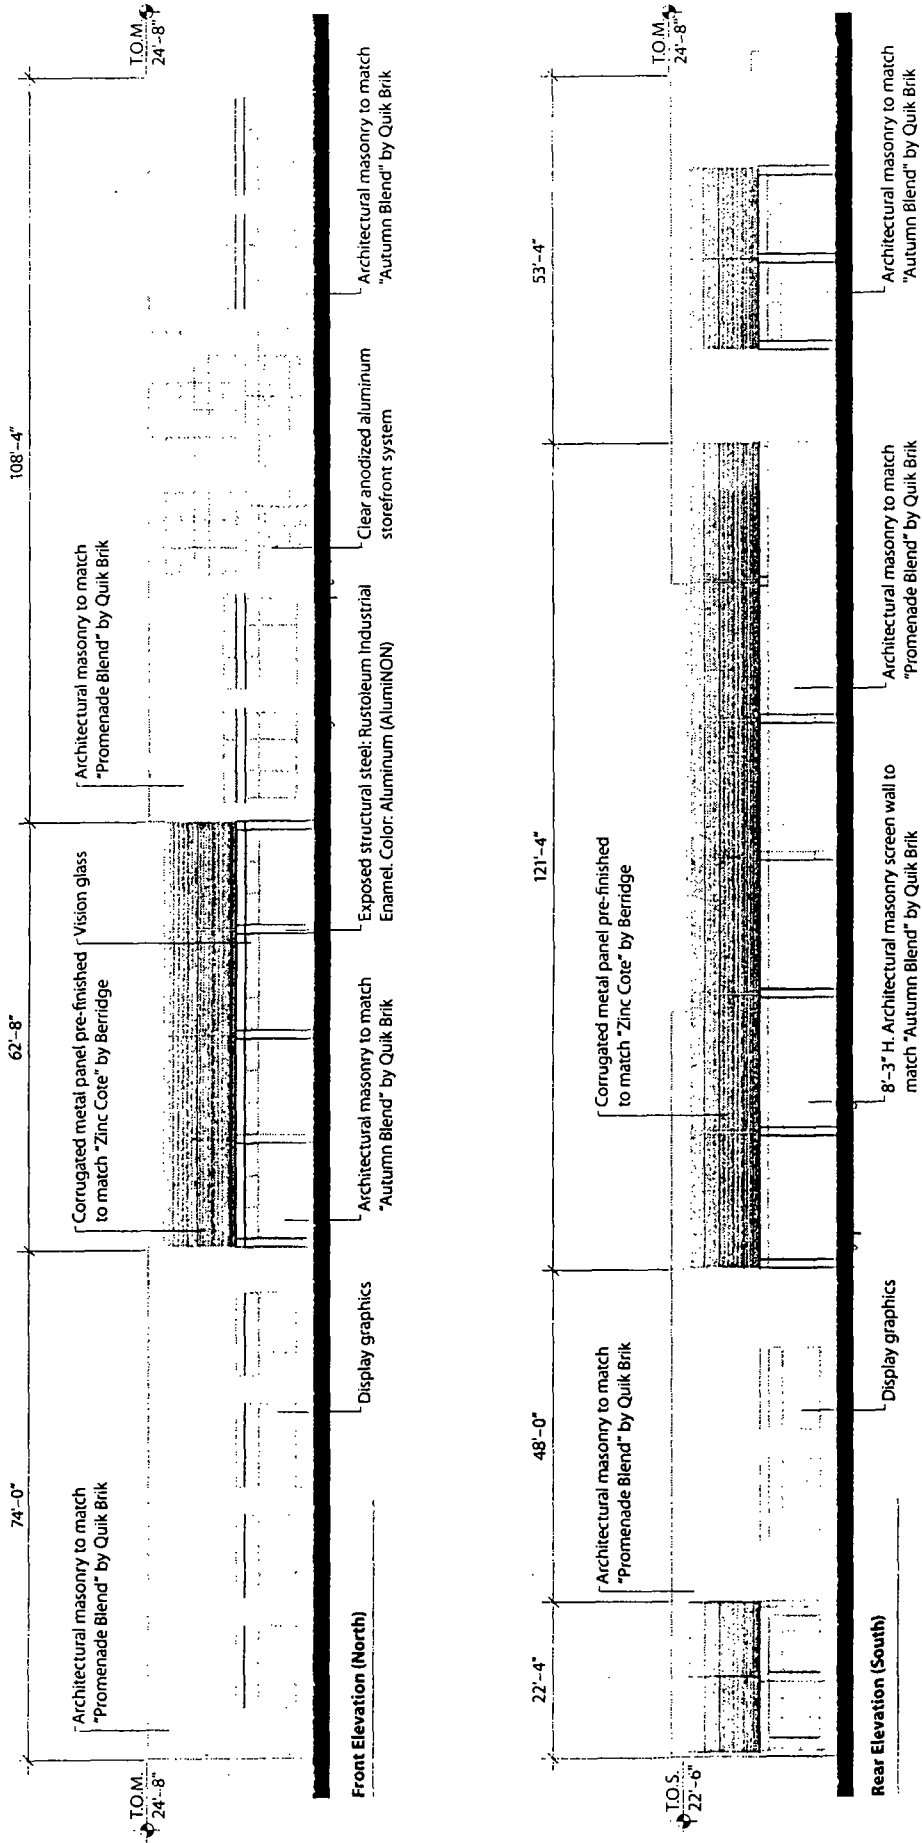 74'-0"
62'-8"
108'-4"
T.O.M.
24'-8"
Architectural masonry to match
"Promenade Blend" by Quik Brik
Corrugated metal panel pre-finished
to match "Zinc Cote" by Berridge
Vision glass
Architectural masonry to match
"Promenade Blend" by Quik Brik
T.O.M.
24'-8"
Display graphics
Architectural masonry to match
"Autumn Blend" by Quik Brik
Exposed structural steel: Rustoleum Industrial
Enamel. Color: Aluminum (AlumiNON)
Clear anodized aluminum
storefront system
Architectural masonry to match
"Autumn Blend" by Quik Brik
Front Elevation (North)
22'-4"
48'-0"
121'-4"
53'-4"
T.O.S.
22'-6"
Architectural masonry to match
"Promenade Blend" by Quik Brik
Corrugated metal panel pre-finished
to match "Zinc Cote" by Berridge
T.O.M.
24'-8"
Display graphics
8'-3" H. Architectural masonry screen wall to
match "Autumn Blend" by Quik Brik
Architectural masonry to match
"Promenade Blend" by Quik Brik
Architectural masonry to match
"Autumn Blend" by Quik Brik
Rear Elevation (South)